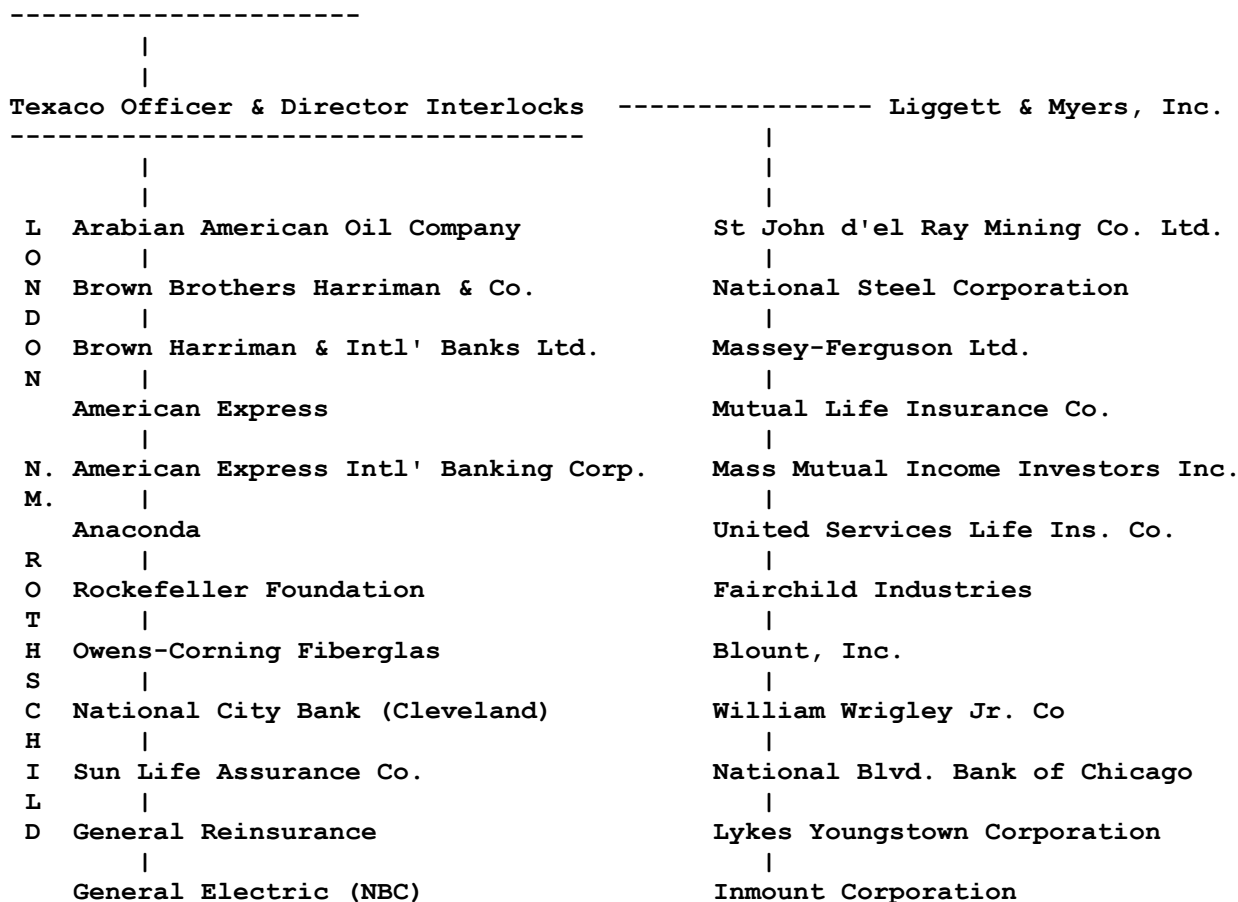 ----------------------
|
|
Texaco Officer & Director Interlocks ---------------- Liggett & Myers, Inc.
------------------------------------ |
| |
| |
L Arabian American Oil Company St John d'el Ray Mining Co. Ltd.
O | |
N Brown Brothers Harriman & Co. National Steel Corporation
D | |
O Brown Harriman & Intl' Banks Ltd. Massey-Ferguson Ltd.
N | |
American Express Mutual Life Insurance Co.
| |
N. American Express Intl' Banking Corp. Mass Mutual Income Investors Inc.
M. | |
Anaconda United Services Life Ins. Co.
R | |
O Rockefeller Foundation Fairchild Industries
T | |
H Owens-Corning Fiberglas Blount, Inc.
S | |
C National City Bank (Cleveland) William Wrigley Jr. Co
H | |
I Sun Life Assurance Co. National Blvd. Bank of Chicago
L | |
D General Reinsurance Lykes Youngstown Corporation
| |
General Electric (NBC) Inmount Corporation